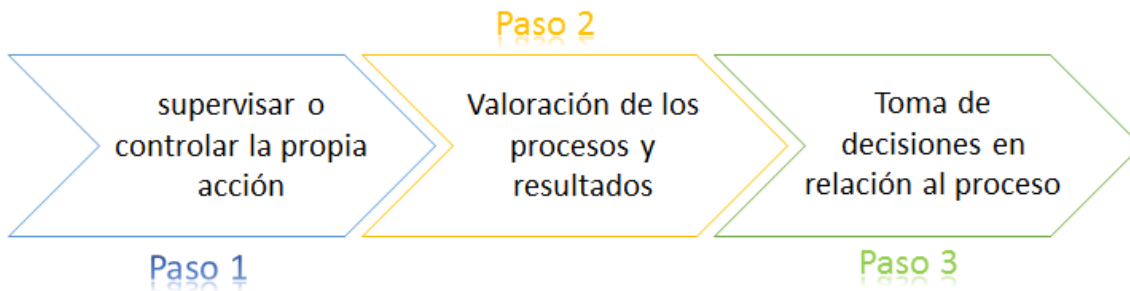 Paso 2
supervisar o
controlar la propia
acción
Valoración de los
procesos y
resultados
Toma de
decisiones en
relación al proceso
Paso 1
Paso 3